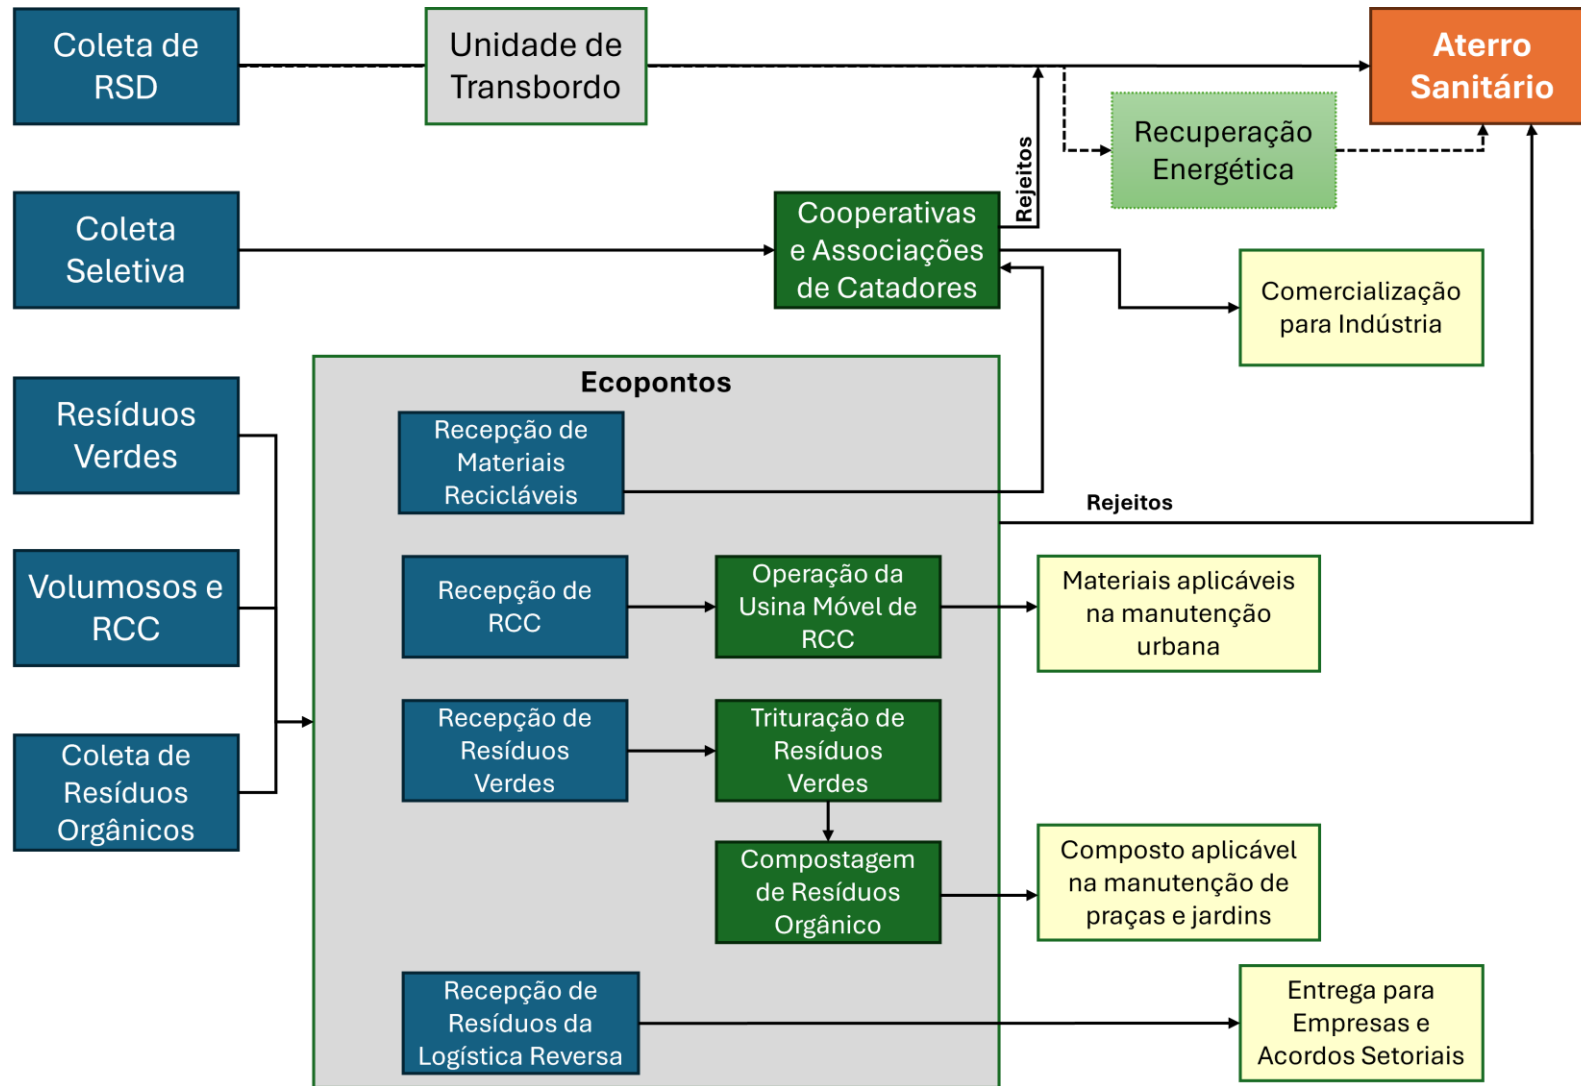 Coleta de
RSD
Unidade de
Transbordo
Aterro
Sanitário
Recuperação
Energética
Rejeitos
Coleta
Seletiva
Cooperativas
e Associações
de Catadores
Comercialização
para Indústria
Resíduos
Verdes
Volumosos e
RCC
Coleta de
Resíduos
Orgânicos
Ecopontos
Recepção de
Materiais
Recicláveis
Rejeitos
Recepção de
RCC
Operação da
Usina Móvel de
RCC
Materiais aplicáveis
na manutenção
urbana
Recepção de
Resíduos
Verdes
Trituração de
Resíduos
Verdes
Compostagem
de Resíduos
Orgânico
Composto aplicável
na manutenção de
praças e jardins
Recepção de
Resíduos da
Logística Reversa
Entrega para
Empresas e
Acordos Setoriais